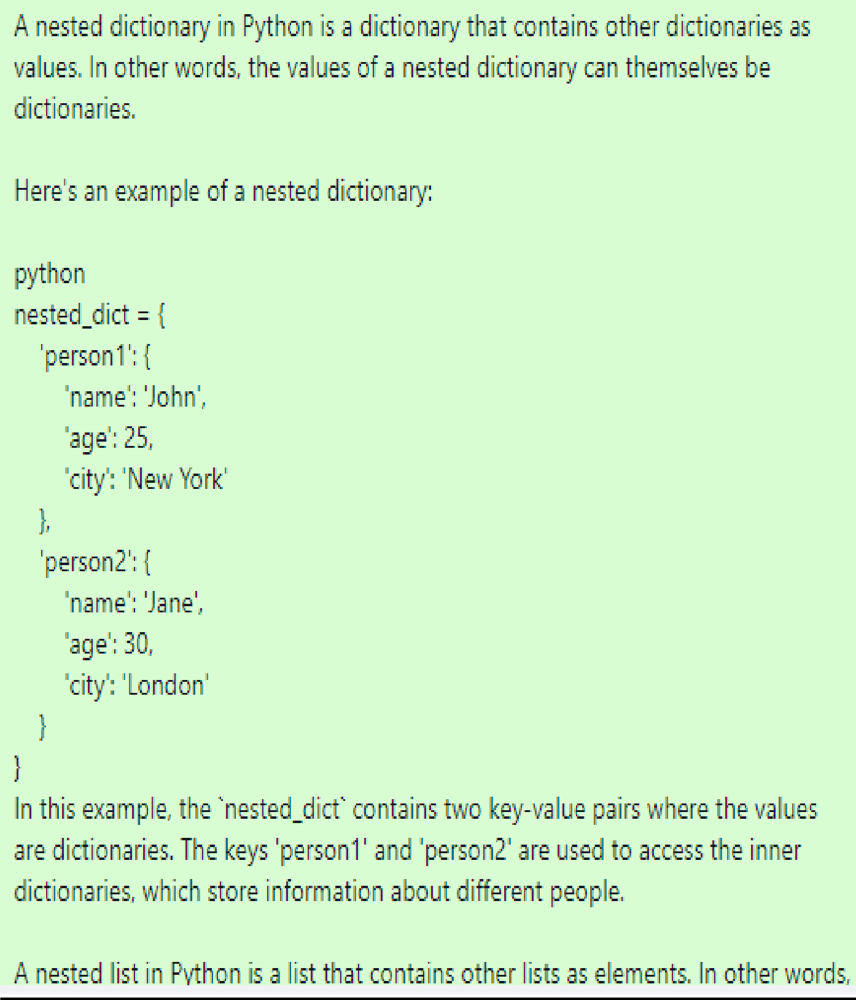 A nested dictionary in Python is a dictionary that contains other dictionaries as
values. In other words, the values of a nested dictionary can themselves be
dictionaries.

Here's an example of a nested dictionary:

python
nested_dict = {
    'person1': {
        'name': 'John',
        'age': 25,
        'city': 'New York'
    },
    'person2': {
        'name': 'Jane',
        'age': 30,
        'city': 'London'
    }
}
In this example, the `nested_dict` contains two key-value pairs where the values
are dictionaries. The keys 'person1' and 'person2' are used to access the inner
dictionaries, which store information about different people.

A nested list in Python is a list that contains other lists as elements. In other words,